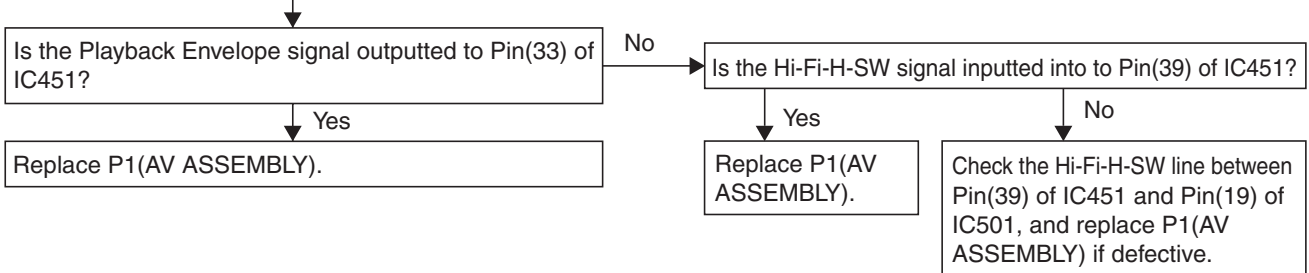 Is the Playback Envelope signal outputted to Pin(33) of
IC451?
No
Is the Hi-Fi-H-SW signal inputted into to Pin(39) of IC451?
Yes
Replace P1(AV ASSEMBLY).
Yes
Replace P1(AV
ASSEMBLY).
No
Check the Hi-Fi-H-SW line between
Pin(39) of IC451 and Pin(19) of
IC501, and replace P1(AV
ASSEMBLY) if defective.